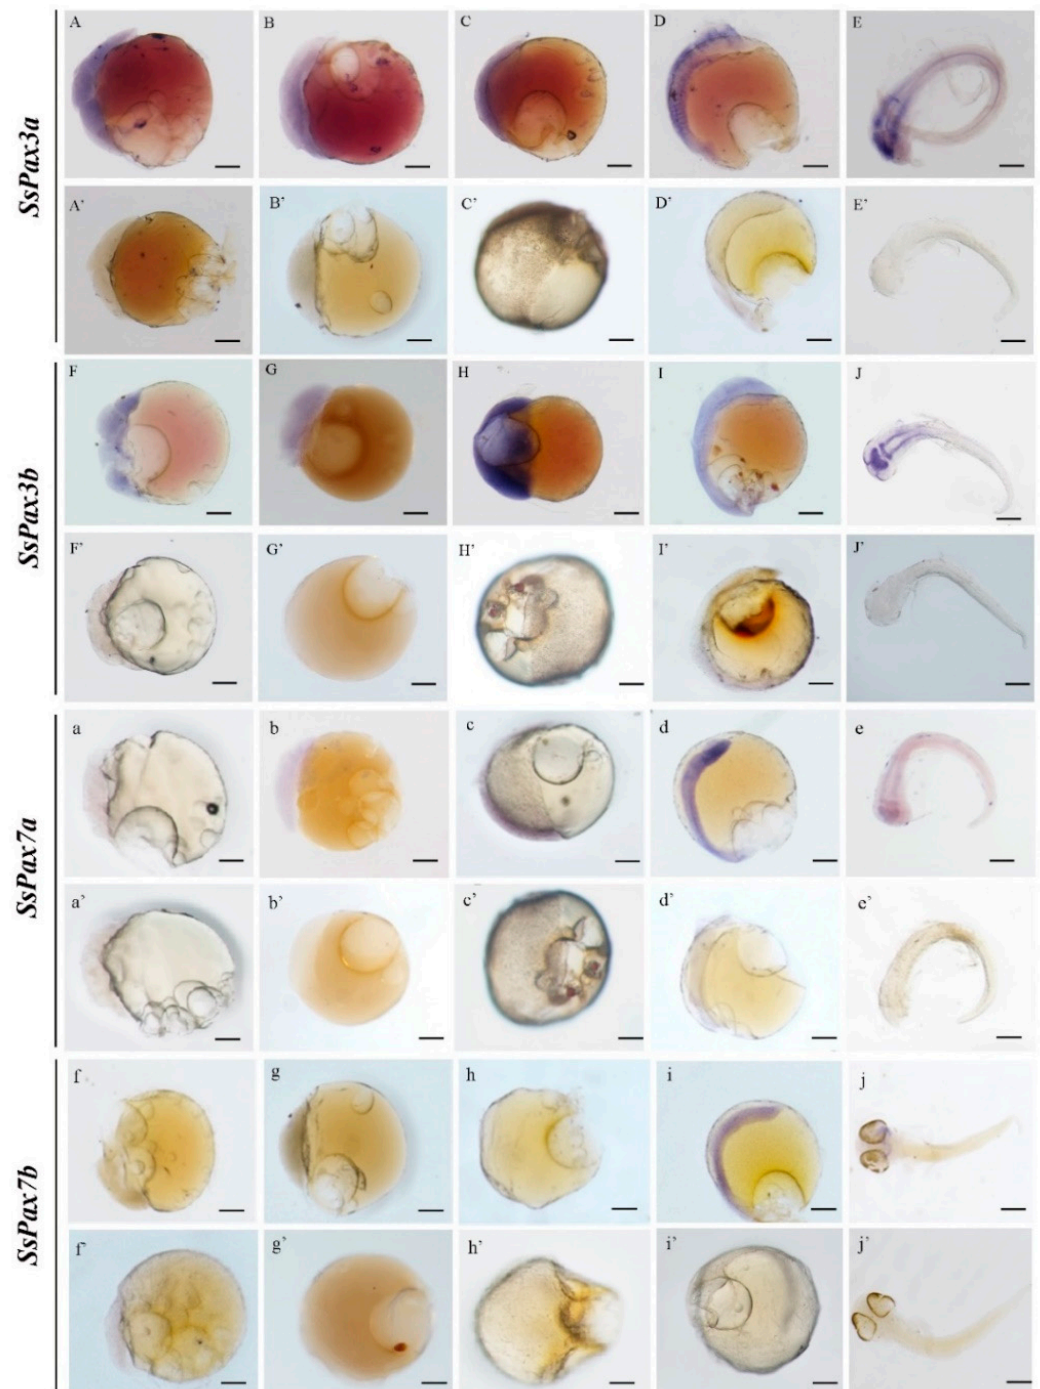 SsPax3a
A B C D E
A' B' C' D' E'
SsPax3b
F G H I J
F' G' H' I' J'
SsPax7a
a b c d e
a' b' c' d' e'
SsPax7b
f g h i j
f' g' h' i' j'